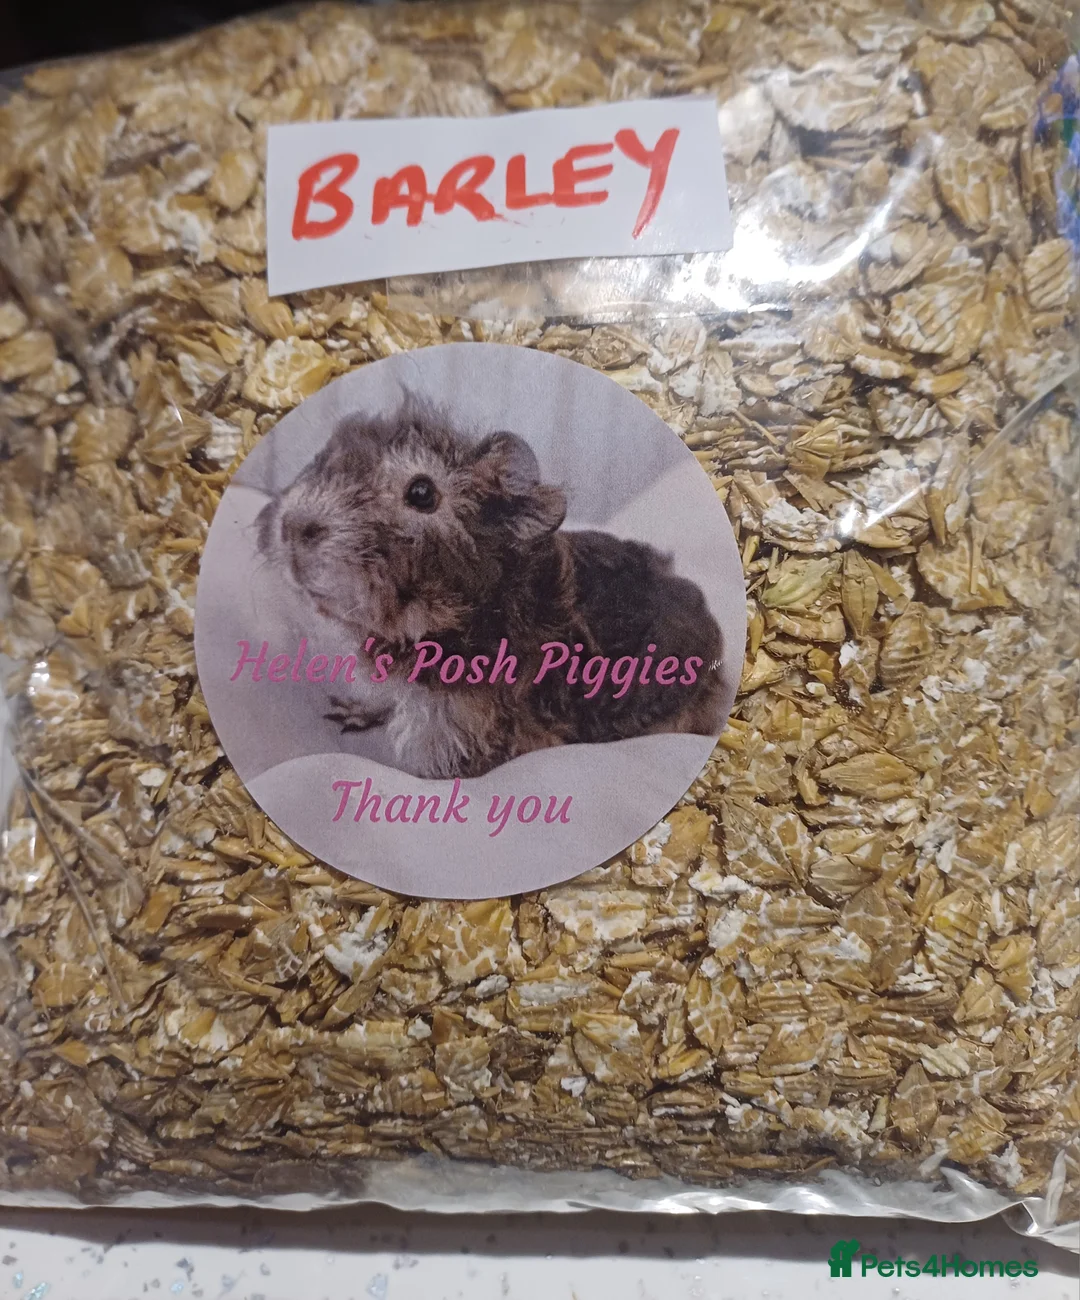 BARLEY
Helen's Posh Piggies
Thank you
Pets4Homes